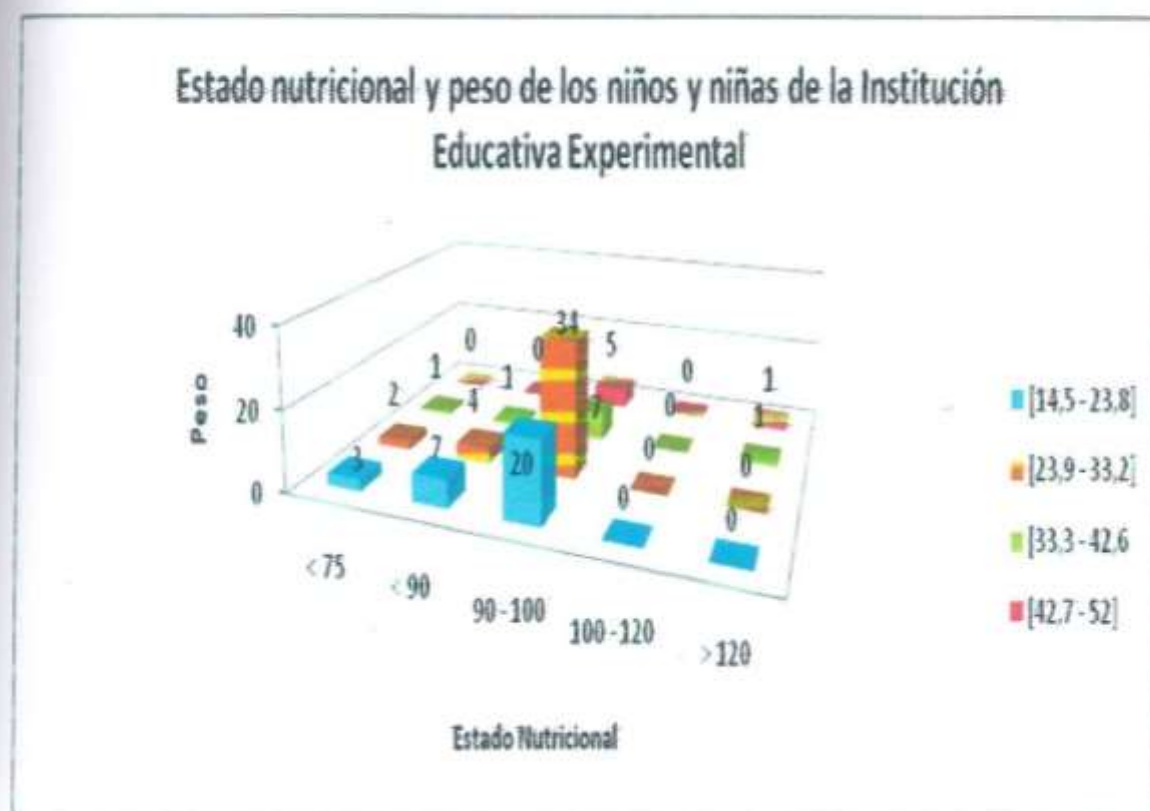 Estado nutricional y peso de los niños y niñas de la Institución
Educativa Experimental
40
20
0
Peso
0 0 34 5 0 1
1 1 7 0 1
2 4 0 0
3 7 20 0 0
< 75
< 90
90 - 100
100 - 120
> 120
Estado Nutricional
[14,5 - 23,8]
[23,9 - 33,2]
[33,3 - 42,6
[42,7 - 52]